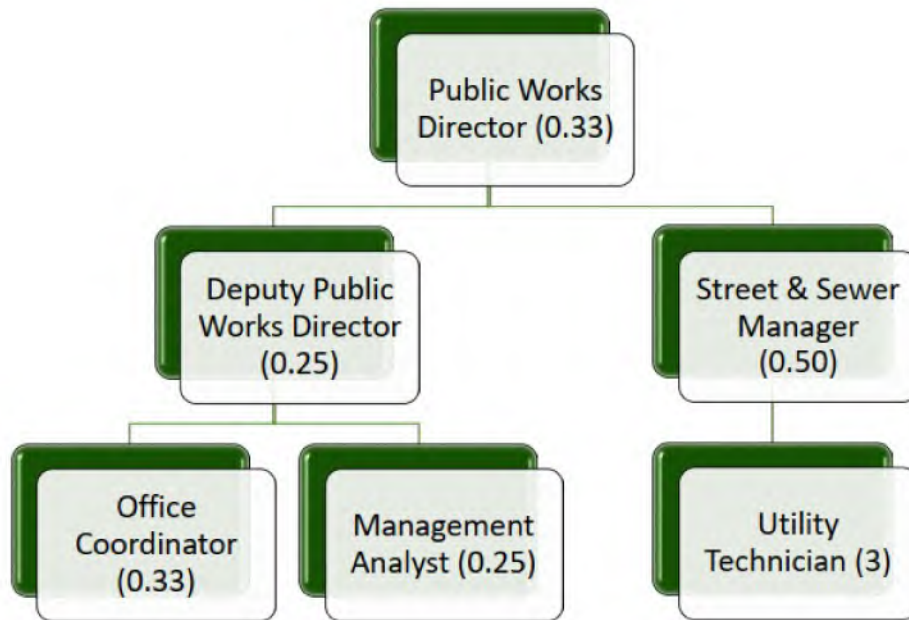 Public Works
Director (0.33)
Deputy Public
Works Director
(0.25)
Street & Sewer
Manager
(0.50)
Office
Coordinator
(0.33)
Management
Analyst (0.25)
Utility
Technician (3)